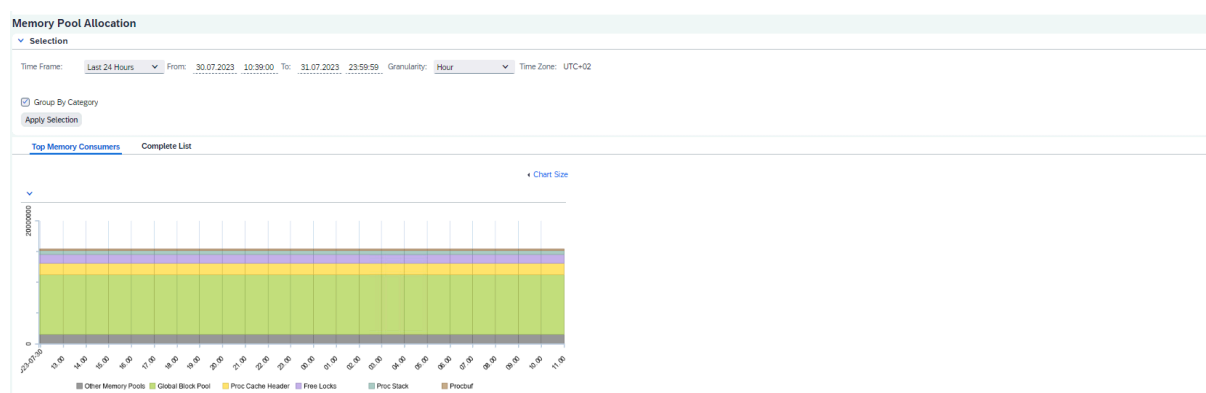 Memory Pool Allocation
Selection
Time Frame: Last 24 Hours From: 30.07.2023 10:39:00 To: 31.07.2023 23:59:59 Granularity: Hour Time Zone: UTC+02
Group By Category
Apply Selection
Top Memory Consumers Complete List
Chart Size
20000000
0
23-07-30 13.00 14.00 15.00 16.00 17.00 18.00 19.00 20.00 21.00 22.00 23.00 00.00 01.00 02.00 03.00 04.00 05.00 06.00 07.00 08.00 09.00 10.00 11.00
Other Memory Pools Global Block Pool Proc Cache Header Free Locks Proc Stack Procbuf